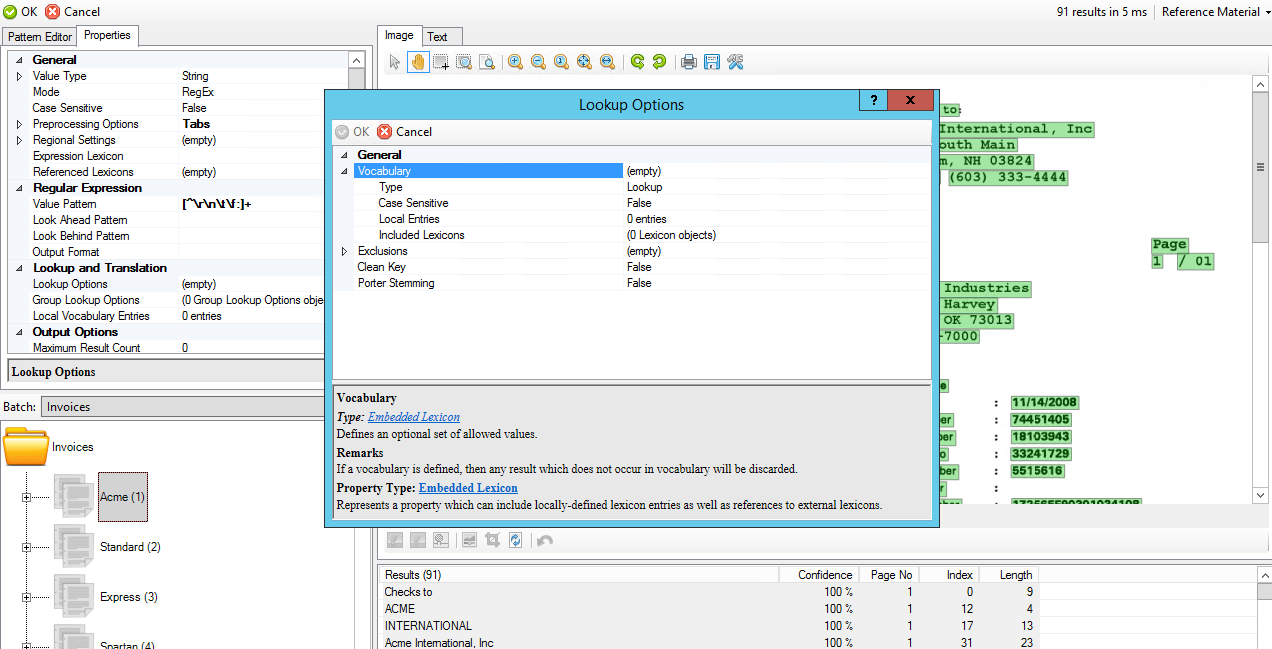 OK Cancel 91 results in 5 ms Reference Material
Pattern Editor Properties
General
Value Type String
Mode RegEx
Case Sensitive False
Preprocessing Options Tabs
Regional Settings (empty)
Expression Lexicon
Referenced Lexicons (empty)
Regular Expression
Value Pattern [^\r\n\t\f:]+
Look Ahead Pattern
Look Behind Pattern
Output Format
Lookup and Translation
Lookup Options (empty)
Group Lookup Options (0 Group Lookup Options obje
Local Vocabulary Entries 0 entries
Output Options
Maximum Result Count 0
Lookup Options
Batch: Invoices
Invoices
Acme (1)
Standard (2)
Express (3)
Spartan (4)
Image Text
Lookup Options ? X
OK Cancel
General
Vocabulary (empty)
Type Lookup
Case Sensitive False
Local Entries 0 entries
Included Lexicons (0 Lexicon objects)
Exclusions (empty)
Clean Key False
Porter Stemming False
Vocabulary
Type: Embedded Lexicon
Defines an optional set of allowed values.
Remarks
If a vocabulary is defined, then any result which does not occur in vocabulary will be discarded.
Property Type: Embedded Lexicon
Represents a property which can include locally-defined lexicon entries as well as references to external lexicons.
to:
International, Inc
outh Main
m, NH 03824
(603) 333-4444
Page
1 / 01
Industries
Harvey
OK 73013
-7000
e
: 11/14/2008
er : 74451405
ber : 18103943
o : 33241729
ber : 5515616
r :
Results (91) Confidence Page No Index Length
Checks to 100 % 1 0 9
ACME 100 % 1 12 4
INTERNATIONAL 100 % 1 17 13
Acme International, Inc 100 % 1 31 23